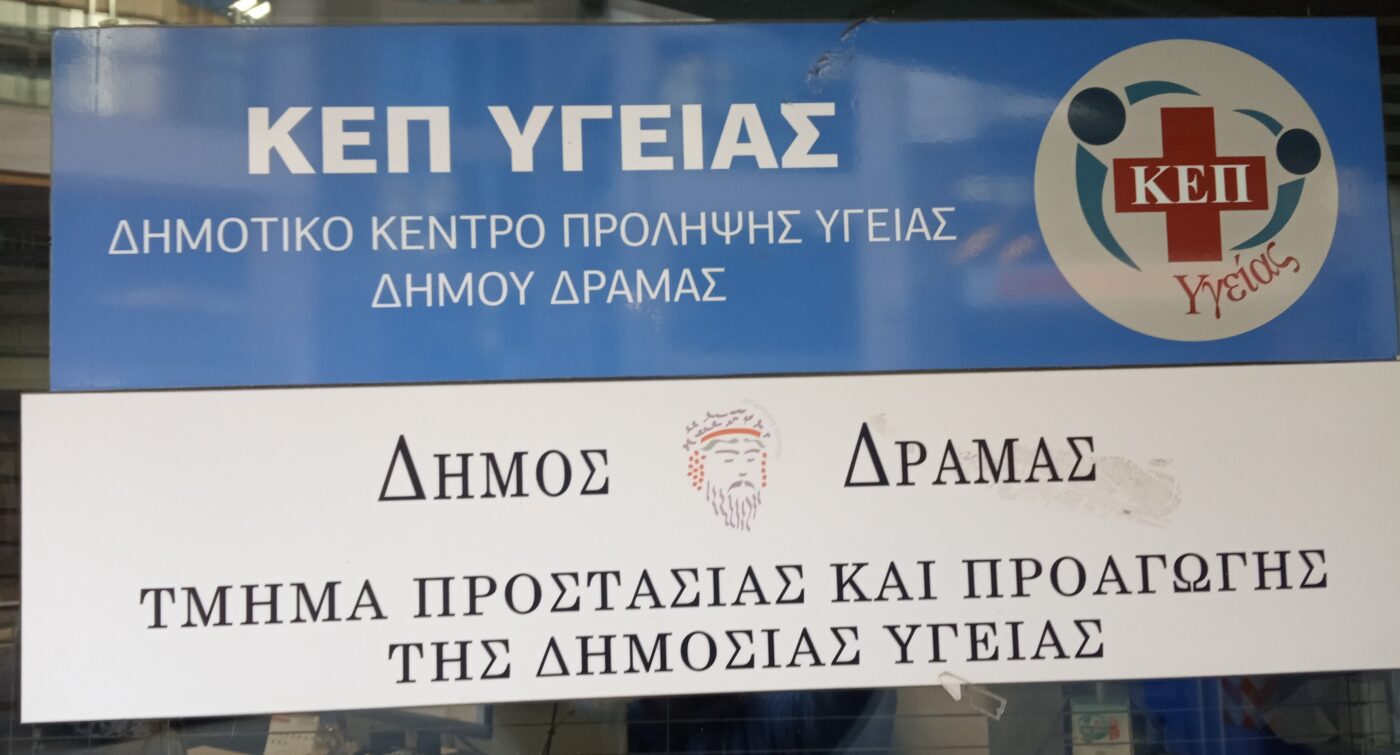 ΚΕΠ ΥΓΕΙΑΣ
ΔΗΜΟΤΙΚΟ ΚΕΝΤΡΟ ΠΡΟΛΗΨΗΣ ΥΓΕΙΑΣ
ΔΗΜΟΥ ΔΡΑΜΑΣ
ΚΕΠ
Υγείας
ΔΗΜΟΣ ΔΡΑΜΑΣ
ΤΜΗΜΑ ΠΡΟΣΤΑΣΙΑΣ ΚΑΙ ΠΡΟΑΓΩΓΗΣ
ΤΗΣ ΔΗΜΟΣΙΑΣ ΥΓΕΙΑΣ